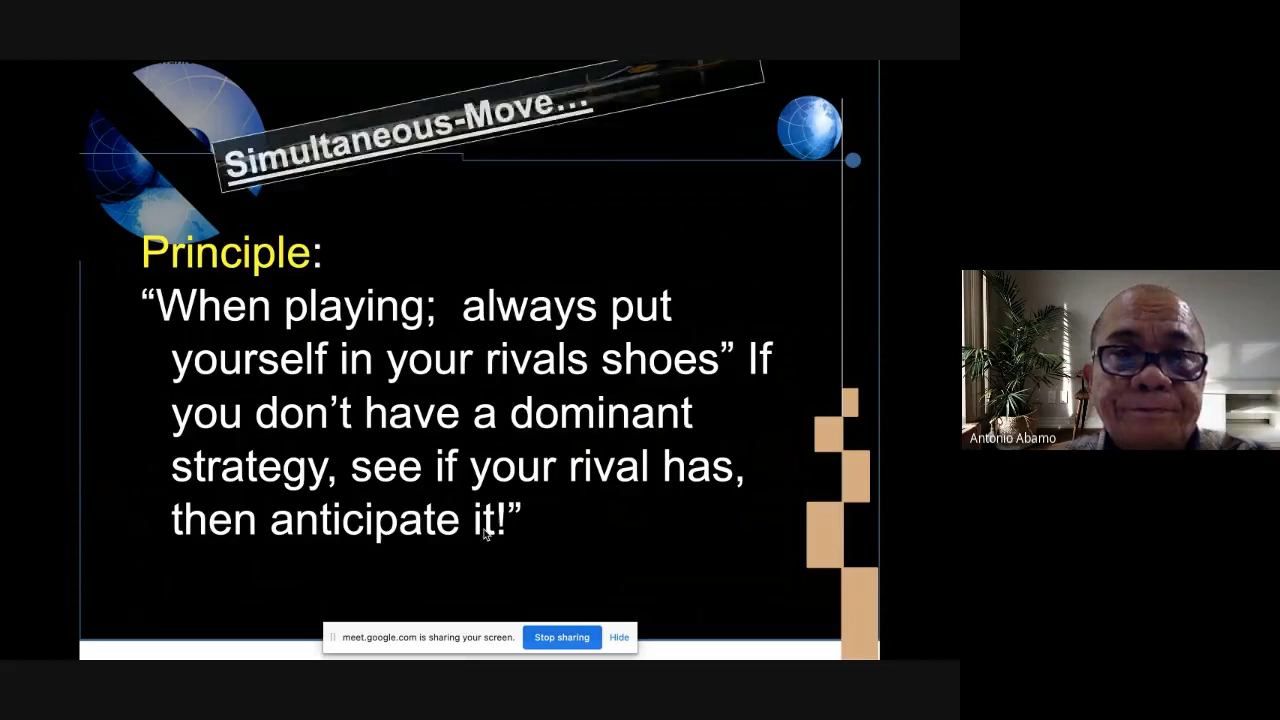 Simultaneous-Move...
Principle:
“When playing;  always put
yourself in your rivals shoes” If
you don’t have a dominant
strategy, see if your rival has,
then anticipate it!”
Antonio Abamo
meet.google.com is sharing your screen. Stop sharing Hide